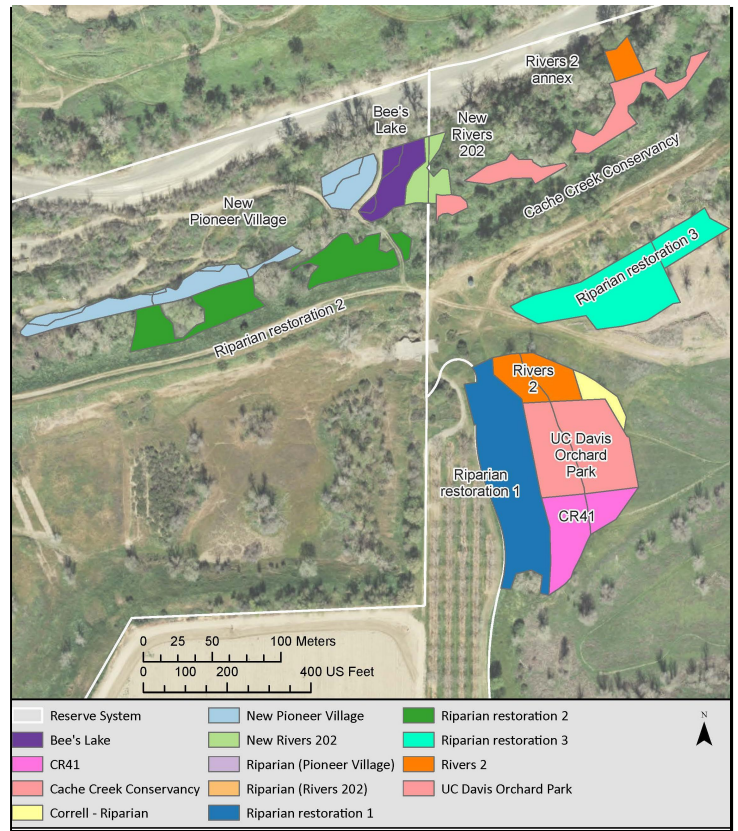 Rivers 2
annex
Bee's
Lake
New
Rivers
202
Cache Creek Conservancy
New
Pioneer Village
Riparian restoration 3
Riparian restoration 2
Rivers
2
UC Davis
Orchard
Park
Riparian
restoration 1
CR41
0 25 50 100 Meters
0 100 200 400 US Feet
Reserve System
Bee's Lake
CR41
Cache Creek Conservancy
Correll - Riparian
New Pioneer Village
New Rivers 202
Riparian (Pioneer Village)
Riparian (Rivers 202)
Riparian restoration 1
Riparian restoration 2
Riparian restoration 3
Rivers 2
UC Davis Orchard Park
N